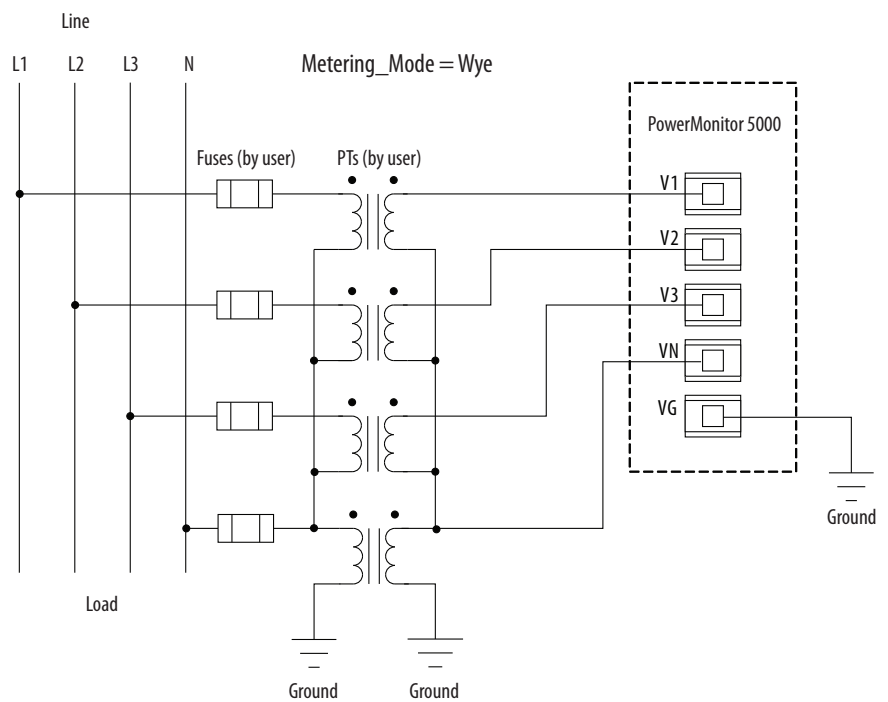 Line
L1 L2 L3 N
Metering_Mode = Wye
PowerMonitor 5000
Fuses (by user) PTs (by user)
V1
V2
V3
VN
VG
Ground
Load
Ground Ground